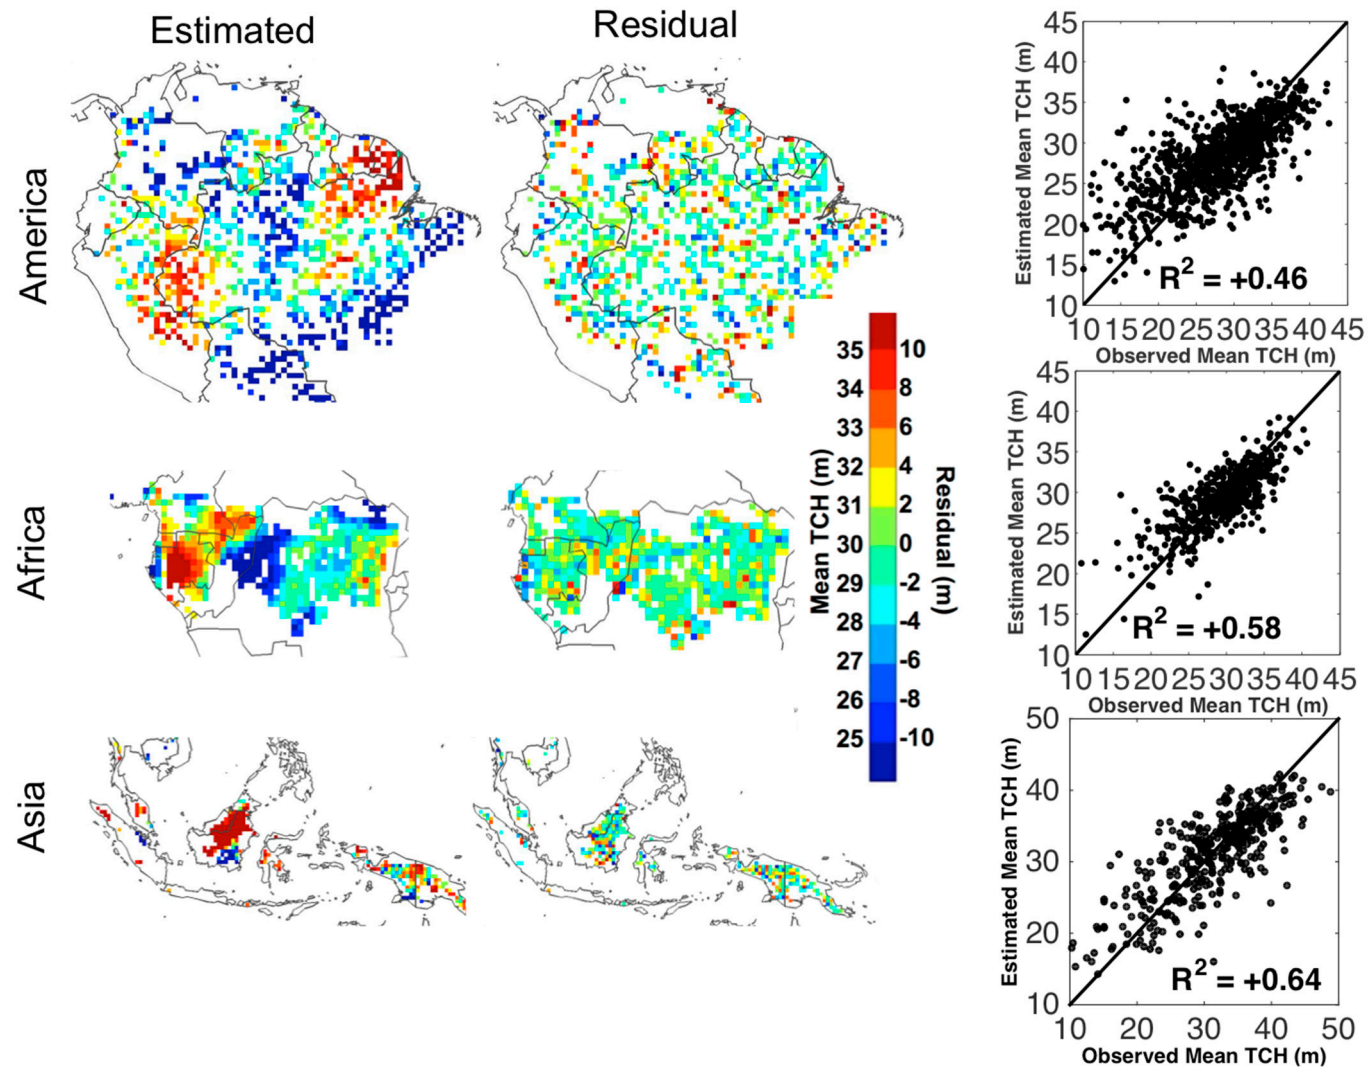 Estimated
Residual
America
Africa
Asia
Mean TCH (m)
35
34
33
32
31
30
29
28
27
26
25
10
8
6
4
2
0
-2
-4
-6
-8
-10
Residual (m)
Estimated Mean TCH (m)
45
40
35
30
25
20
15
10
R² = +0.46
10 15 20 25 30 35 40 45
Observed Mean TCH (m)
Estimated Mean TCH (m)
45
40
35
30
25
20
15
10
R² = +0.58
10 15 20 25 30 35 40 45
Observed Mean TCH (m)
Estimated Mean TCH (m)
50
40
30
20
10
R² = +0.64
10 20 30 40 50
Observed Mean TCH (m)